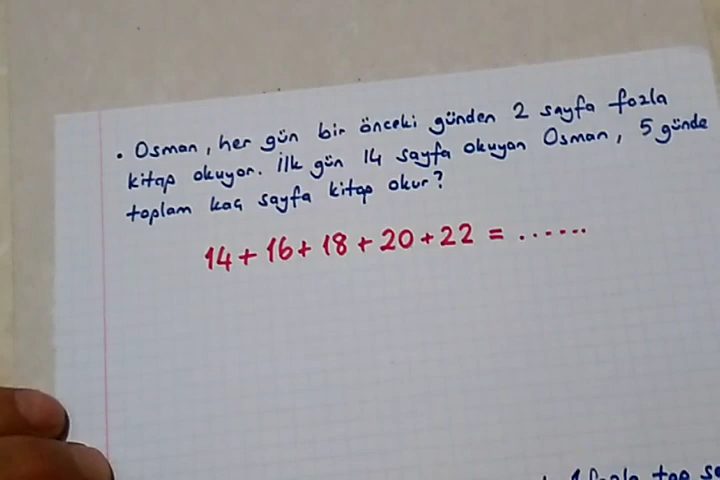 . Osman, her gün bir önceki günden 2 sayfa fazla
kitap okuyor. İlk gün 14 sayfa okuyan Osman, 5 günde
toplam kaç sayfa kitap okur?
14 + 16 + 18 + 20 + 22 = ......
top